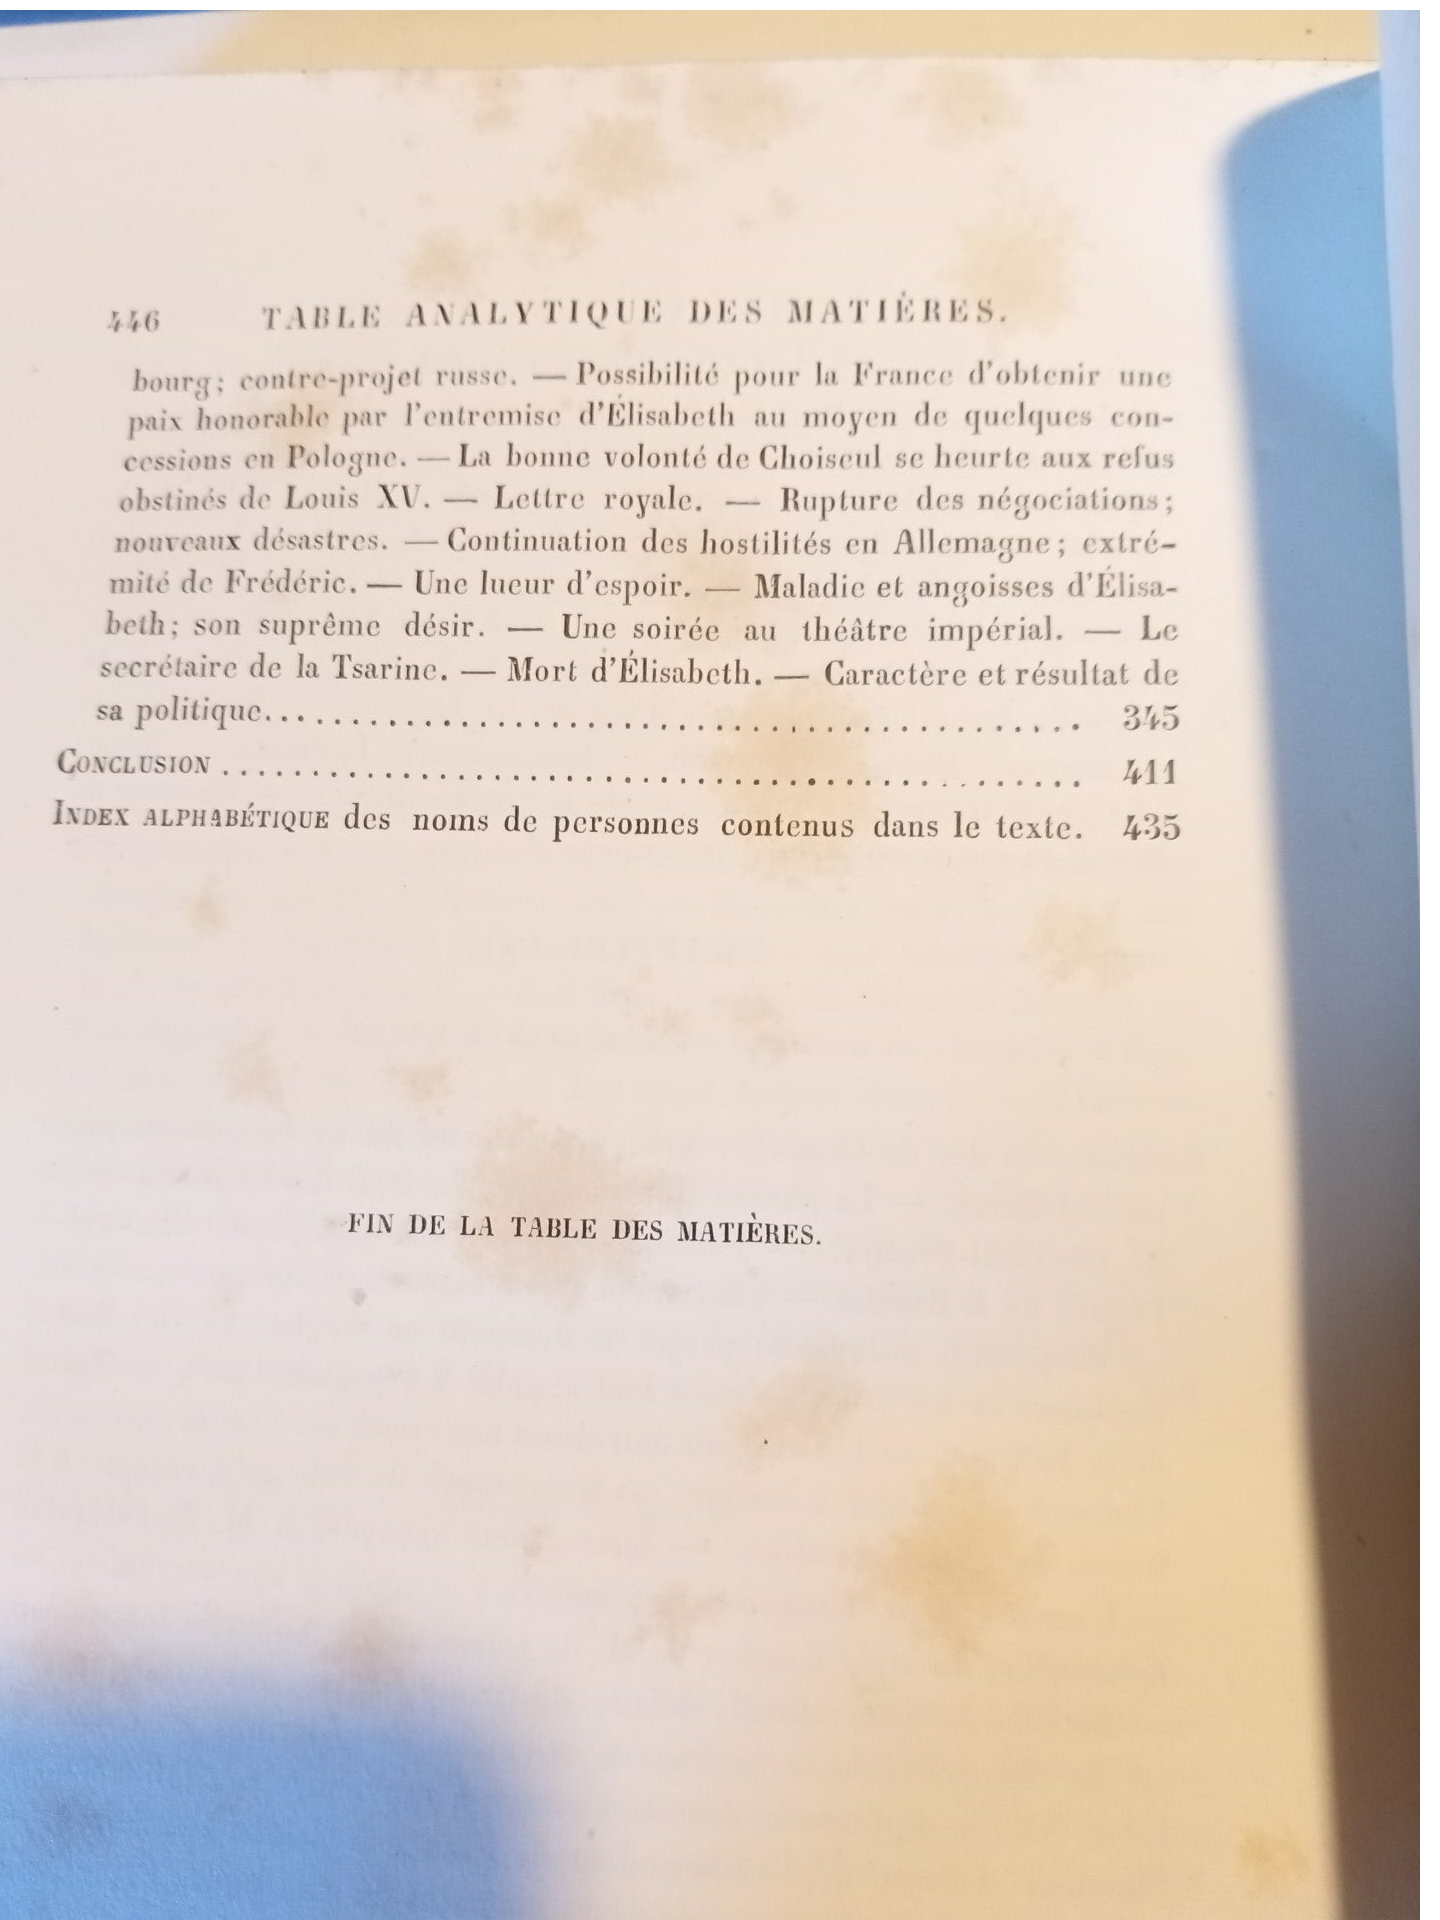 446 TABLE ANALYTIQUE DES MATIÈRES.
bourg; contre-projet russe. — Possibilité pour la France d'obtenir une
paix honorable par l'entremise d'Élisabeth au moyen de quelques con-
cessions en Pologne. — La bonne volonté de Choiseul se heurte aux refus
obstinés de Louis XV. — Lettre royale. — Rupture des négociations;
nouveaux désastres. — Continuation des hostilités en Allemagne; extré-
mité de Frédéric. — Une lueur d'espoir. — Maladie et angoisses d'Élisa-
beth; son suprême désir. — Une soirée au théâtre impérial. — Le
secrétaire de la Tsarine. — Mort d'Élisabeth. — Caractère et résultat de
sa politique........................................ 345
CONCLUSION ........................................ 411
INDEX ALPHABÉTIQUE des noms de personnes contenus dans le texte. 435
FIN DE LA TABLE DES MATIÈRES.